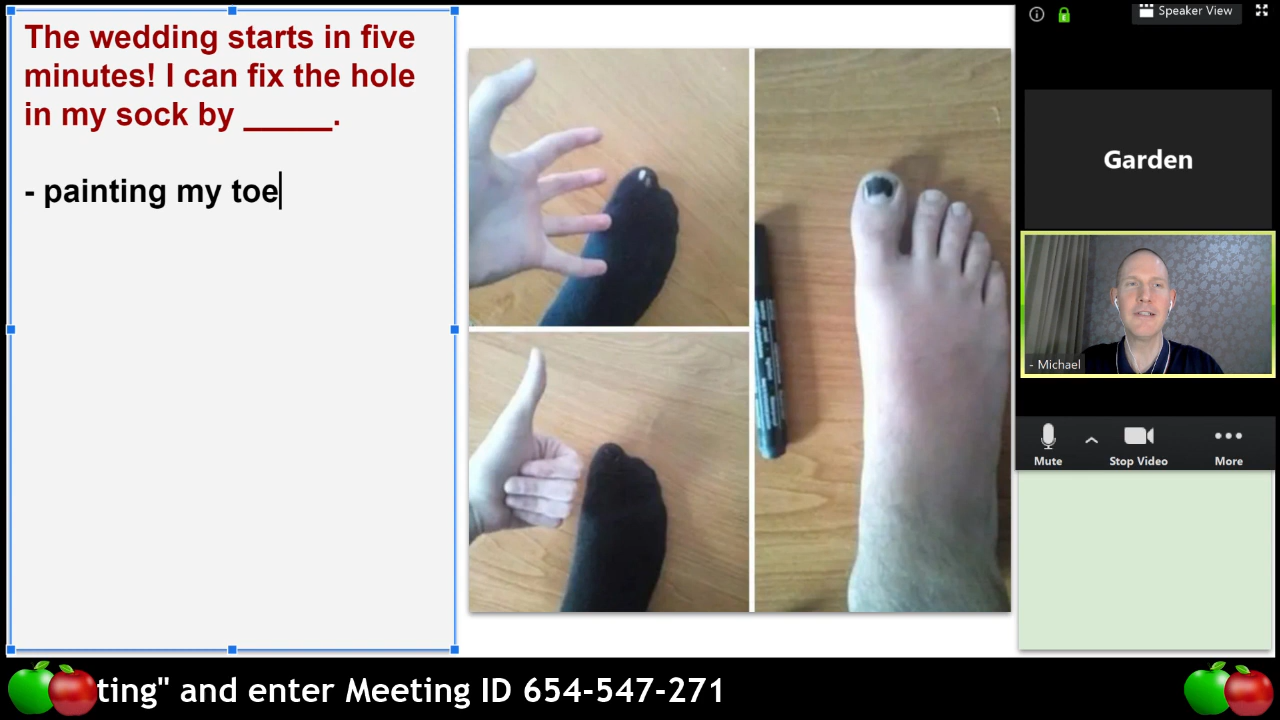 The wedding starts in five
minutes! I can fix the hole
in my sock by _____.
- painting my toe
Speaker View
Garden
- Michael
Mute
Stop Video
More
ting" and enter Meeting ID 654-547-271